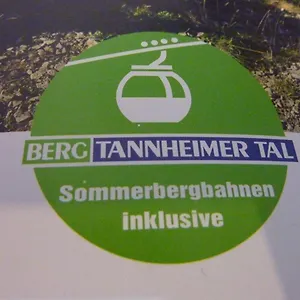 BERG TANNHEIMER TAL
Sommerbergbahnen
inklusive